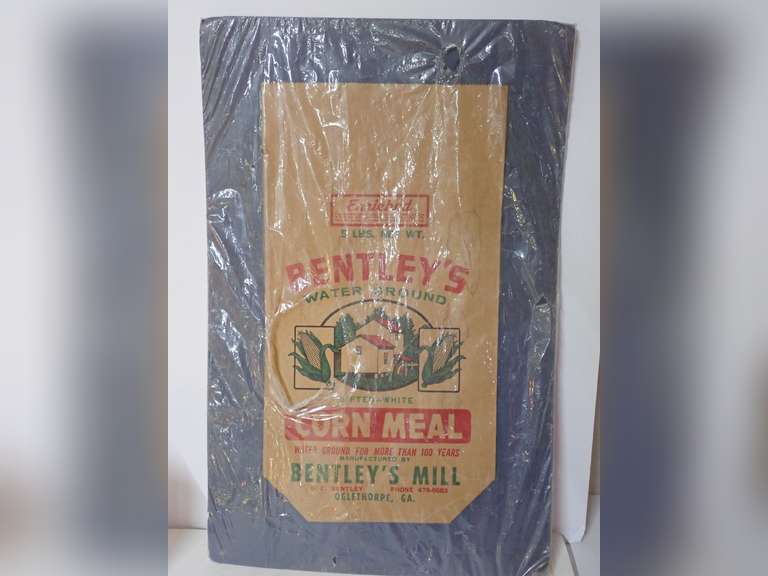 Enriched
5 LBS. NET WT.
BENTLEY'S
WATER GROUND
SIFTED-WHITE
CORN MEAL
WATER GROUND FOR MORE THAN 100 YEARS
MANUFACTURED BY
BENTLEY'S MILL
BENTLEY PHONE
OGLETHORPE, GA.